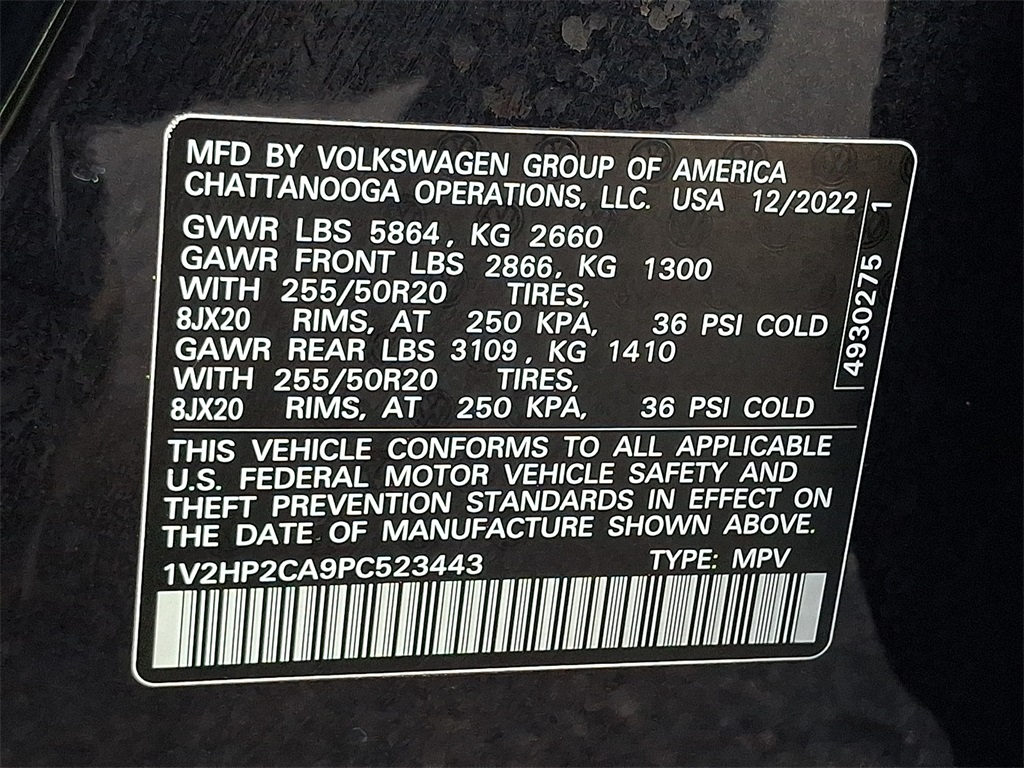 MFD BY VOLKSWAGEN GROUP OF AMERICA
CHATTANOOGA OPERATIONS, LLC. USA 12/2022
GVWR LBS 5864, KG 2660
GAWR FRONT LBS 2866, KG 1300
WITH 255/50R20 TIRES,
8JX20 RIMS, AT 250 KPA, 36 PSI COLD
GAWR REAR LBS 3109, KG 1410
WITH 255/50R20 TIRES,
8JX20 RIMS, AT 250 KPA, 36 PSI COLD
4930275 1
THIS VEHICLE CONFORMS TO ALL APPLICABLE
U.S. FEDERAL MOTOR VEHICLE SAFETY AND
THEFT PREVENTION STANDARDS IN EFFECT ON
THE DATE OF MANUFACTURE SHOWN ABOVE.
1V2HP2CA9PC523443 TYPE: MPV